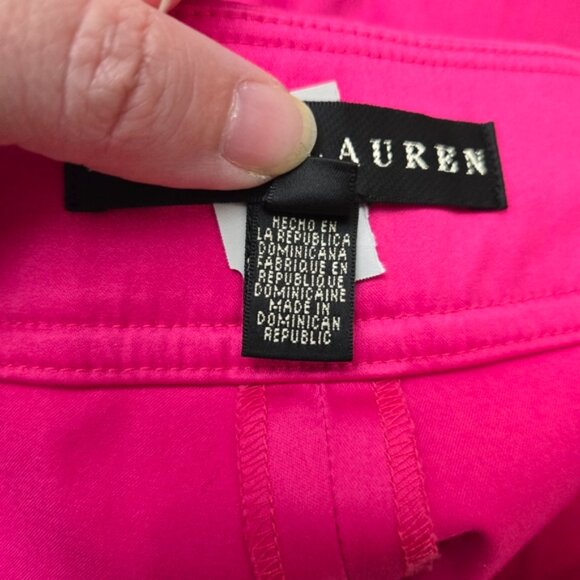 LAUREN
HECHO EN
LA REPUBLICA
DOMINICANA
FABRIQUE EN
REPUBLIQUE
DOMINICAINE
MADE IN
DOMINICAN
REPUBLIC